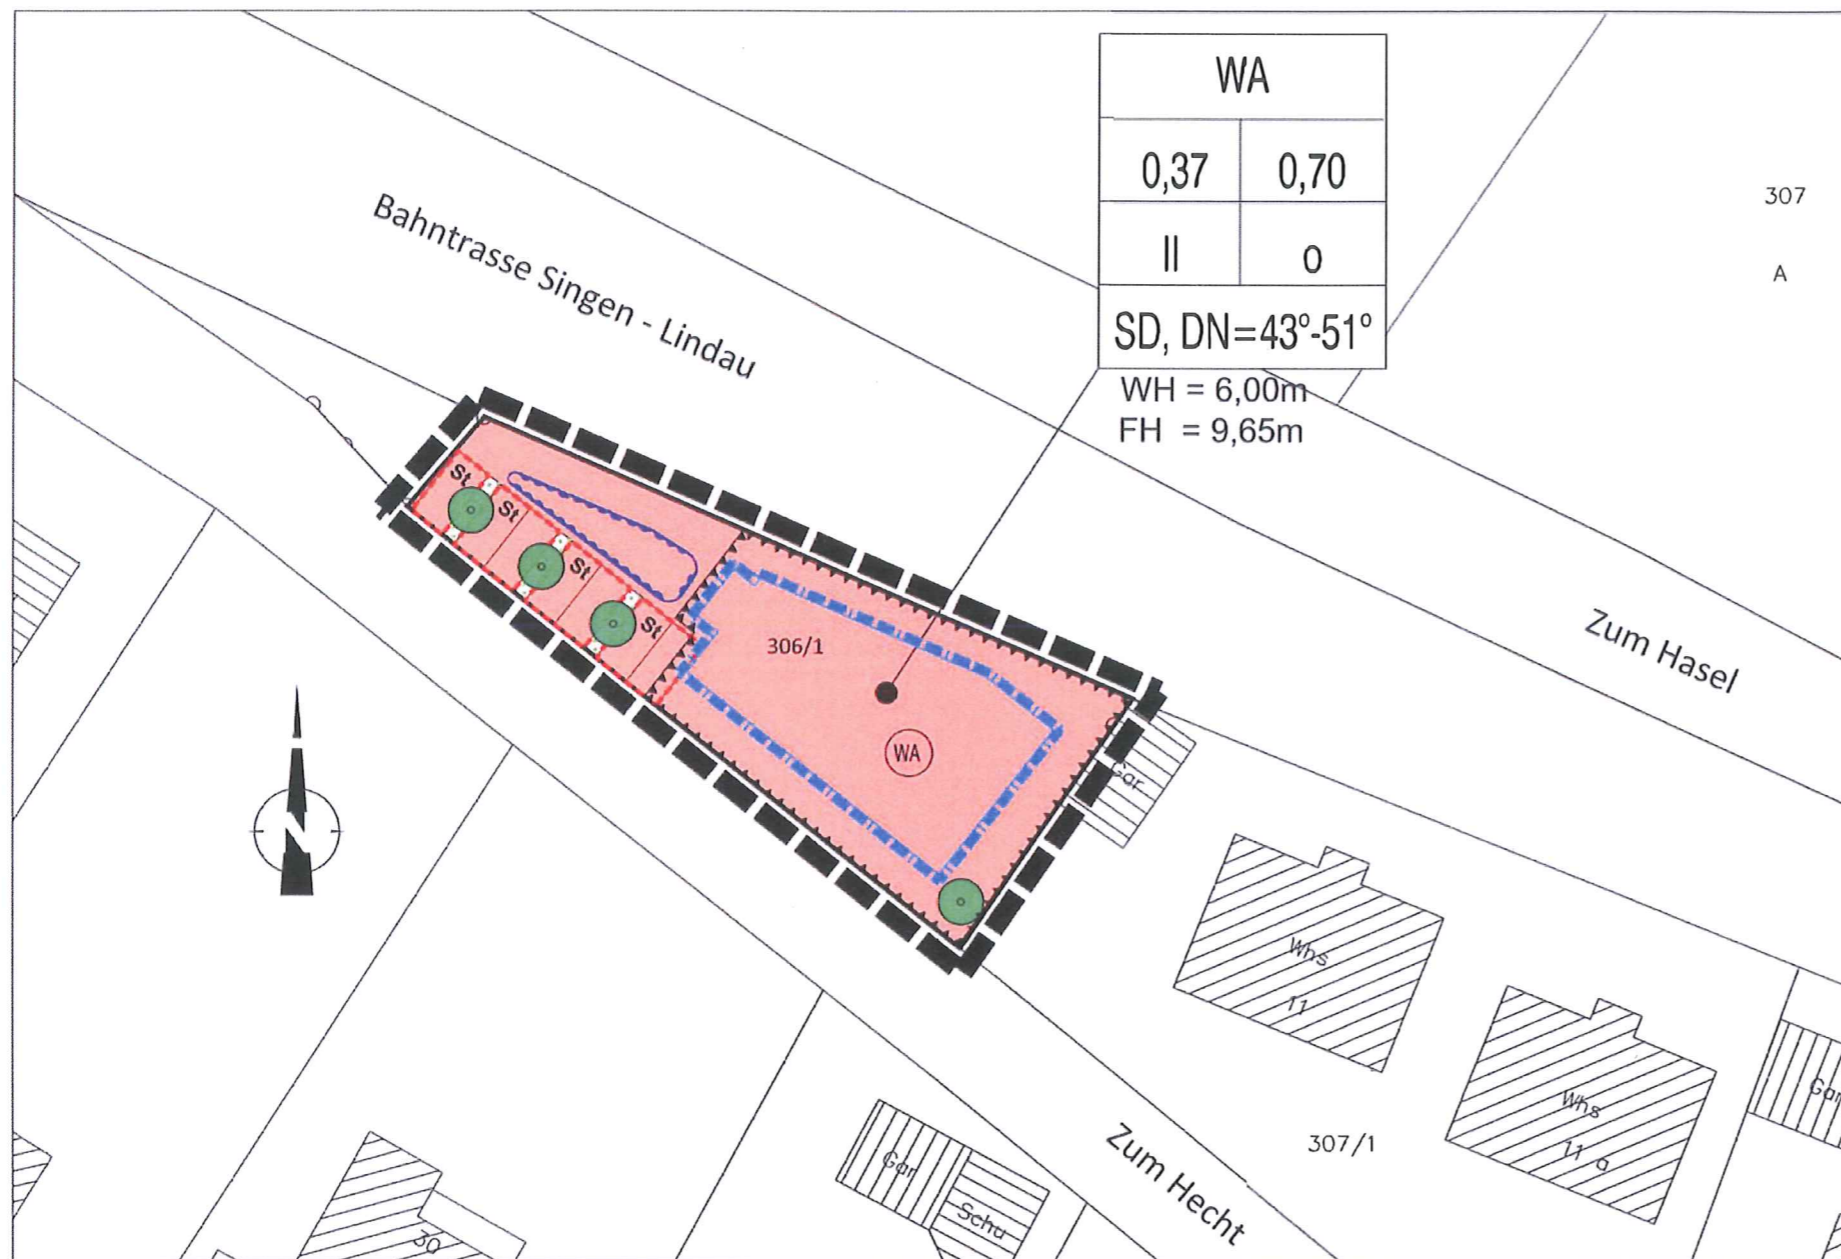 WA
0,37 0,70
II o
SD, DN=43°-51°
WH = 6,00m
FH = 9,65m
307
A
Bahntrasse Singen - Lindau
St
St
St
St
306/1
WA
Zum Hasel
Gar
N
Whs
11
Whs
11 a
Gar
307/1
Zum Hecht
Gar
Schu
30